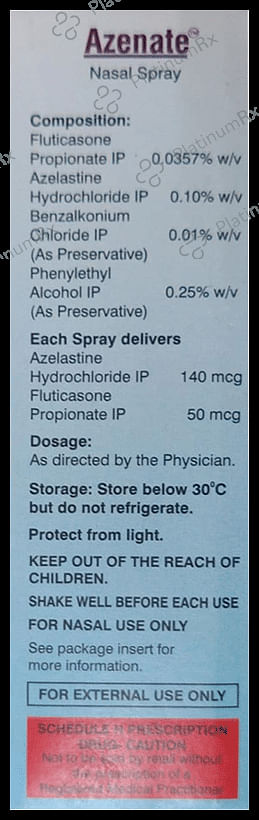 Azenate®
Nasal Spray
Composition:
Fluticasone
Propionate IP 0.0357% w/v
Azelastine
Hydrochloride IP 0.10% w/v
Benzalkonium
Chloride IP 0.01% w/v
(As Preservative)
Phenylethyl
Alcohol IP 0.25% w/v
(As Preservative)
Each Spray delivers
Azelastine
Hydrochloride IP 140 mcg
Fluticasone
Propionate IP 50 mcg
Dosage:
As directed by the Physician.
Storage: Store below 30°C
but do not refrigerate.
Protect from light.
KEEP OUT OF THE REACH OF
CHILDREN.
SHAKE WELL BEFORE EACH USE
FOR NASAL USE ONLY
See package insert for
more information.
FOR EXTERNAL USE ONLY
SCHEDULE H PRESCRIPTION
DRUG- CAUTION
Not to be sold by retail without
the prescription of a
Registered Medical Practitioner
PlatinumRx